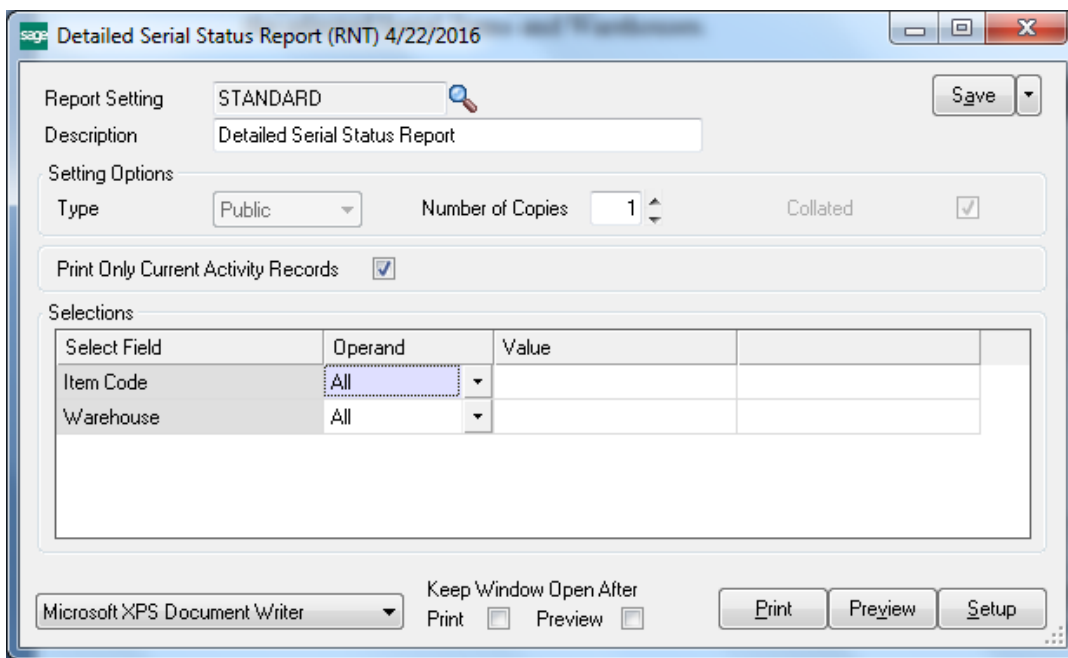 and Warehouses
sage Detailed Serial Status Report (RNT) 4/22/2016
Report Setting STANDARD Save
Description Detailed Serial Status Report
Setting Options
Type Public Number of Copies 1 Collated
Print Only Current Activity Records
Selections
Select Field Operand Value
Item Code All
Warehouse All
Keep Window Open After
Microsoft XPS Document Writer Print Preview Print Preview Setup